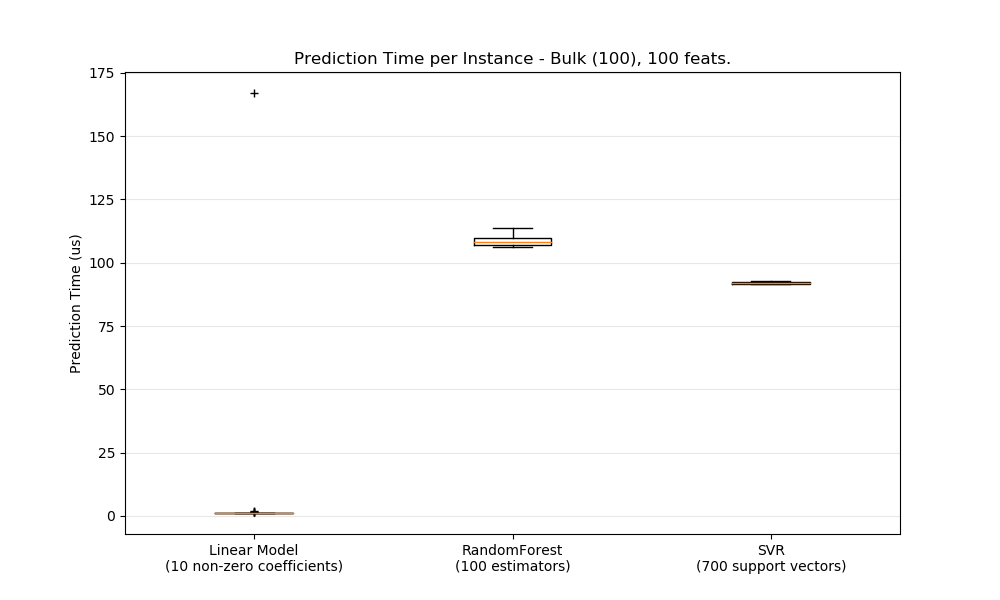 Prediction Time per Instance - Bulk (100), 100 feats.
175
150
125
100
75
50
25
0
Prediction Time (us)
Linear Model
(10 non-zero coefficients)
RandomForest
(100 estimators)
SVR
(700 support vectors)